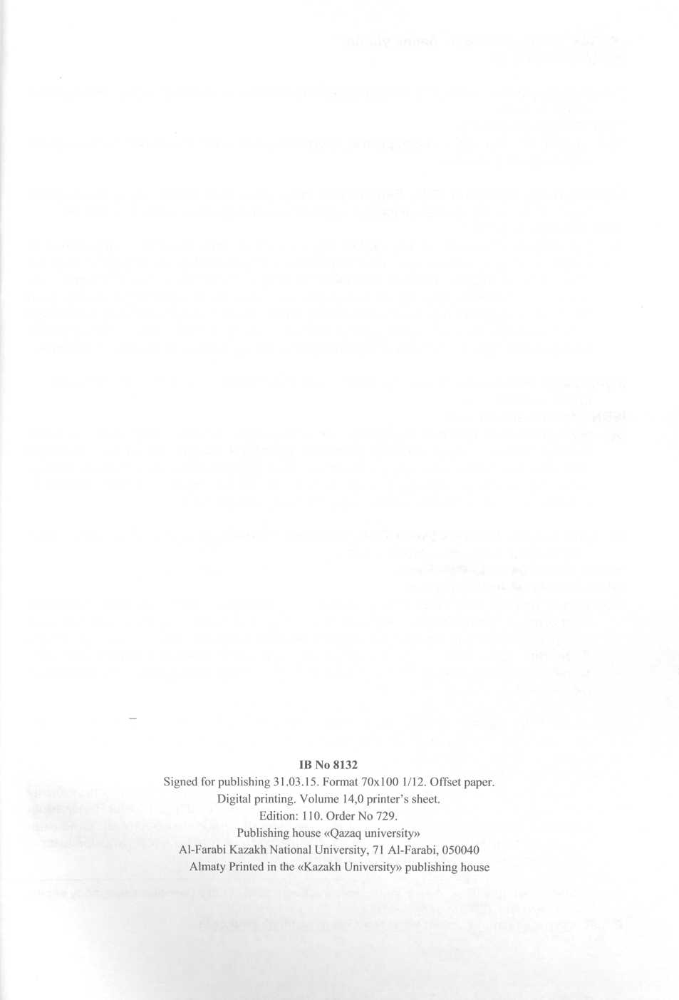 IB No 8132
Signed for publishing 31.03.15. Format 70x100 1/12. Offset paper.
Digital printing. Volume 14,0 printer's sheet.
Edition: 110. Order No 729.
Publishing house «Qazaq university»
Al-Farabi Kazakh National University, 71 Al-Farabi, 050040
Almaty Printed in the «Kazakh University» publishing house